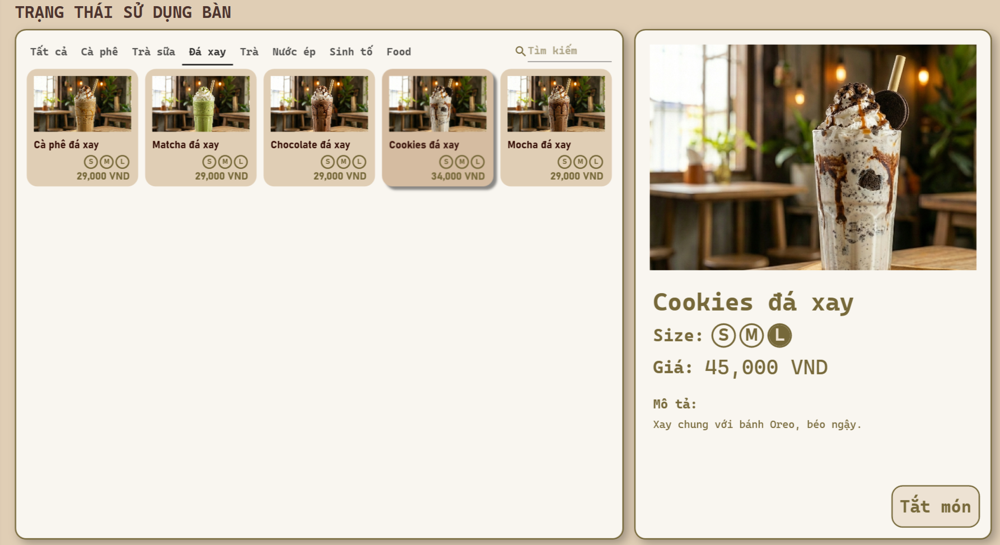 TRẠNG THÁI SỬ DỤNG BÀN
Tất cả Cà phê Trà sữa Đá xay Trà Nước ép Sinh tố Food Tìm kiếm
Cà phê đá xay
S M L
29,000 VND
Matcha đá xay
S M L
29,000 VND
Chocolate đá xay
S M L
29,000 VND
Cookies đá xay
S M L
34,000 VND
Mocha đá xay
S M L
29,000 VND
Cookies đá xay
Size: S M L
Giá: 45,000 VND
Mô tả:
Xay chung với bánh Oreo, béo ngậy.
Tắt món